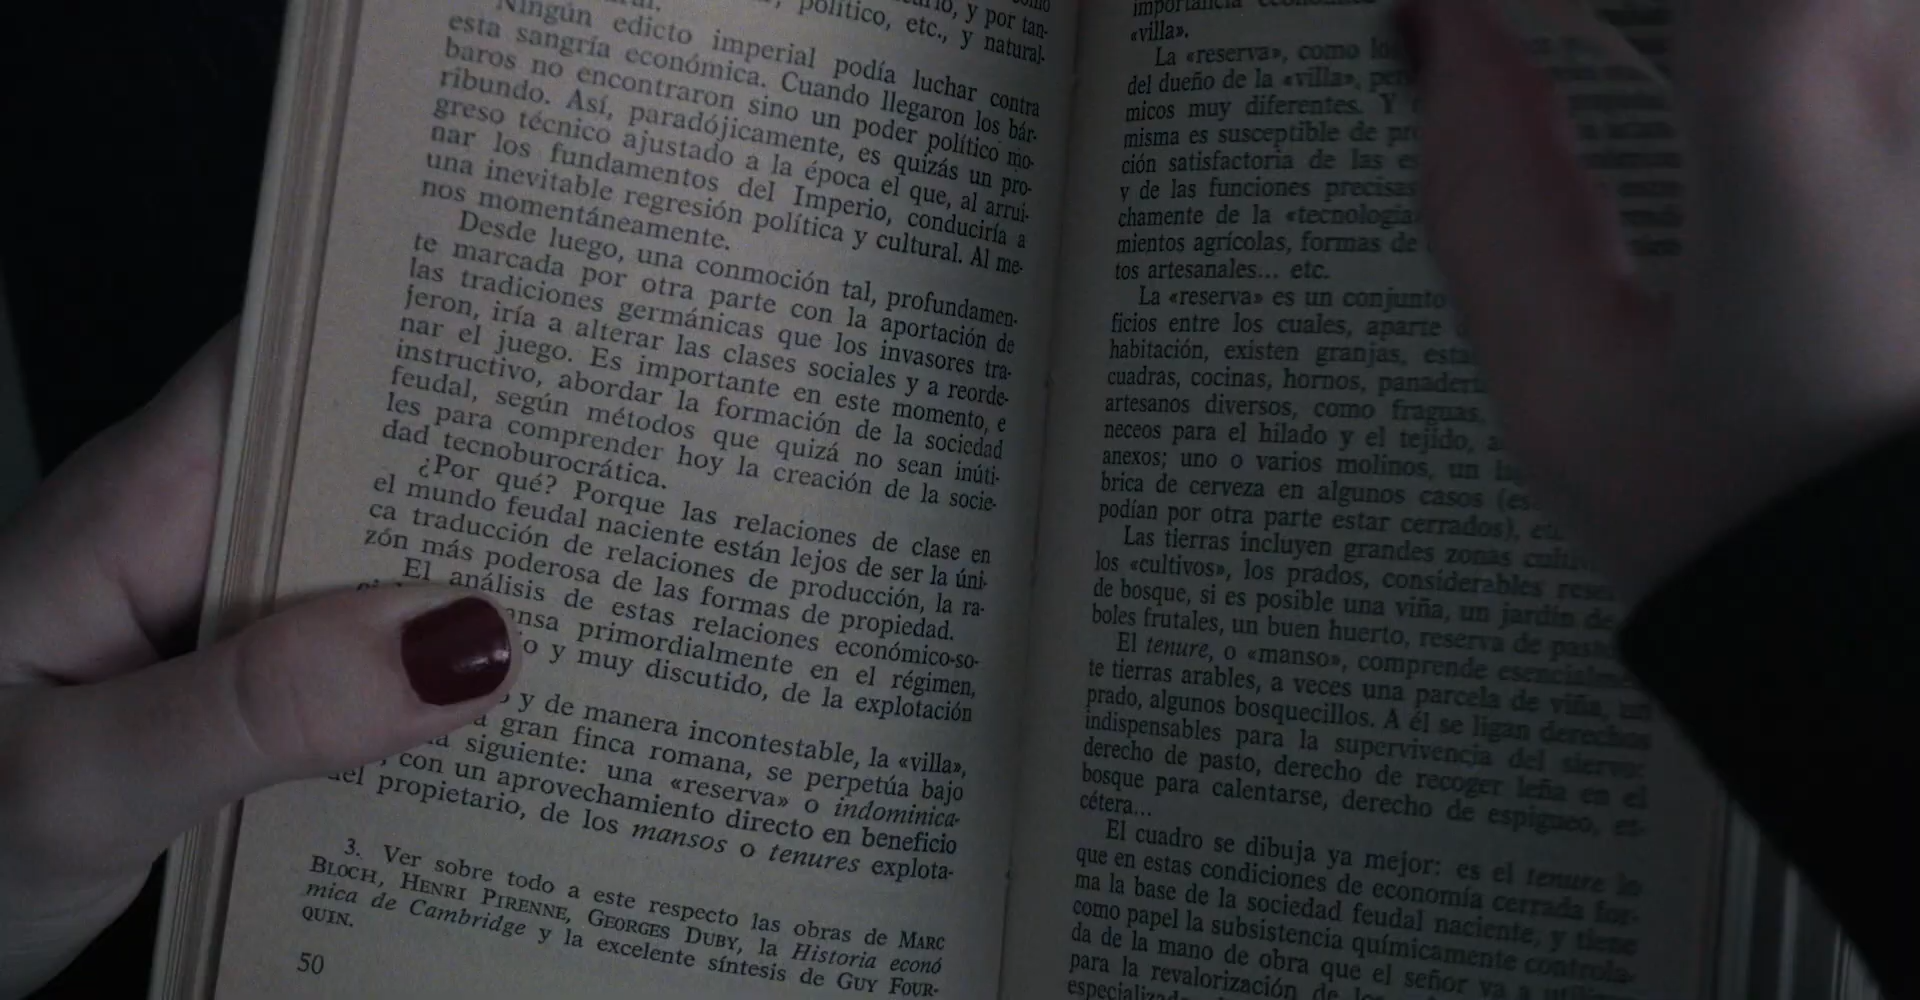 político, etc., y natural-
Ningún edicto imperial podía luchar contra
esta sangría económica. Cuando llegaron los bár-
baros no encontraron sino un poder político mo-
ribundo. Así, paradójicamente, es quizás un pro-
greso técnico ajustado a la época el que, al arrui-
nar los fundamentos del Imperio, conduciría a
una inevitable regresión política y cultural. Al me-
nos momentáneamente.
Desde luego, una conmoción tal, profundamen-
te marcada por otra parte con la aportación de
las tradiciones germánicas que los invasores tra-
jeron, iría a alterar las clases sociales y a reorde-
nar el juego. Es importante en este momento, e
instructivo, abordar la formación de la sociedad
feudal, según métodos que quizá no sean inúti-
les para comprender hoy la creación de la socie-
dad tecnoburocrática.
¿Por qué? Porque las relaciones de clase en
el mundo feudal naciente están lejos de ser la úni-
ca traducción de relaciones de producción, la ra-
zón más poderosa de las formas de propiedad.
El análisis de estas relaciones económico-so-
primordialmente en el régimen,
y muy discutido, de la explotación
y de manera incontestable, la «villa»,
gran finca romana, se perpetúa bajo
siguiente: una «reserva» o indominica-
con un aprovechamiento directo en beneficio
del propietario, de los mansos o tenures explota-
3. Ver sobre todo a este respecto las obras de MARC
BLOCH, HENRI PIRENNE, GEORGES DUBY, la Historia econó
mica de Cambridge y la excelente síntesis de GUY FOUR-
QUIN.
50
importancia
«villa».
La «reserva», como
del dueño de la «villa»,
micos muy diferentes. Y
misma es susceptible de
ción satisfactoria de las
y de las funciones precisas
chamente de la «tecnología
mientos agrícolas, formas de
tos artesanales... etc.
La «reserva» es un conjunto
ficios entre los cuales, aparte
habitación, existen granjas,
cuadras, cocinas, hornos,
artesanos diversos, como fraguas,
neceos para el hilado y el tejido,
anexos; uno o varios molinos, un
brica de cerveza en algunos casos
podían por otra parte estar cerrados),
Las tierras incluyen grandes zonas
los «cultivos», los prados, considerables
de bosque, si es posible una viña, un jardín de
boles frutales, un buen huerto, reserva de
El tenure, o «manso», comprende esencialmen-
te tierras arables, a veces una parcela de viña, un
prado, algunos bosquecillos. A él se ligan derechos
indispensables para la supervivencia del siervo:
derecho de pasto, derecho de recoger leña en el
bosque para calentarse, derecho de espigueo, et-
cétera...
El cuadro se dibuja ya mejor: es el tenure lo
que en estas condiciones de economía cerrada for-
ma la base de la sociedad feudal naciente, y tiene
como papel la subsistencia químicamente controla-
da de la mano de obra que el señor va a
para la revalorización de